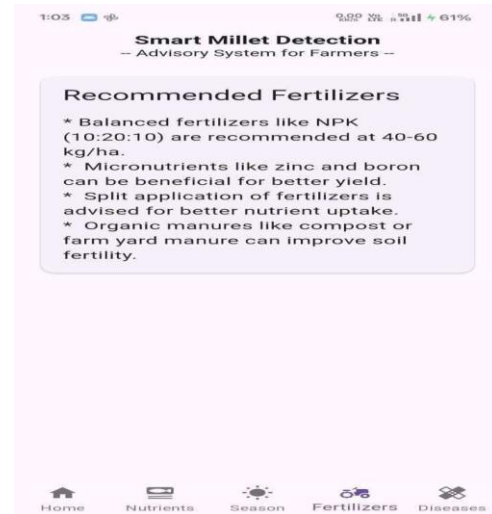 1:03 61%
Smart Millet Detection
-- Advisory System for Farmers --
Recommended Fertilizers
* Balanced fertilizers like NPK
(10:20:10) are recommended at 40-60
kg/ha.
* Micronutrients like zinc and boron
can be beneficial for better yield.
* Split application of fertilizers is
advised for better nutrient uptake.
* Organic manures like compost or
farm yard manure can improve soil
fertility.
Home Nutrients Season Fertilizers Diseases